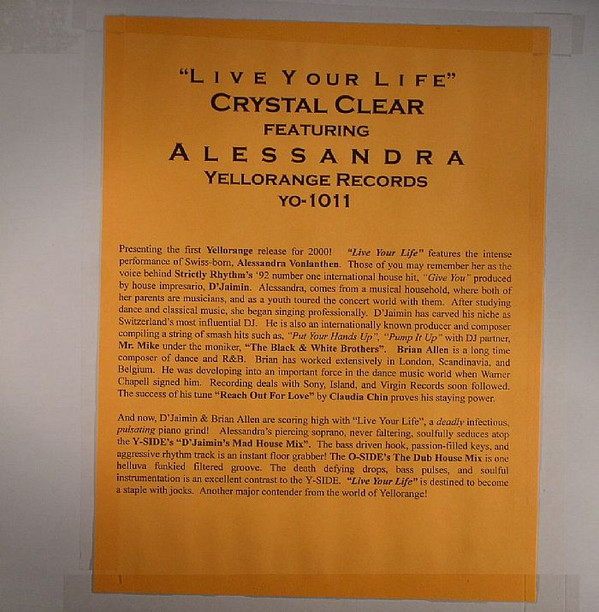 “LIVE YOUR LIFE”
CRYSTAL CLEAR
FEATURING
ALESSANDRA
YELLORANGE RECORDS
YO-1011
Presenting the first Yellorange release for 2000! “Live Your Life” features the intense
performance of Swiss-born, Alessandra Vonlanthen. Those of you may remember her as the
voice behind Strictly Rhythm’s ‘92 number one international house hit, “Give You” produced
by house impresario, D’Jaimin. Alessandra, comes from a musical household, where both of
her parents are musicians, and as a youth toured the concert world with them. After studying
dance and classical music, she began singing professionally. D’Jaimin has carved his niche as
Switzerland’s most influential DJ. He is also an internationally known producer and composer
compiling a string of smash hits such as, “Put Your Hands Up”, “Pump It Up” with DJ partner,
Mr. Mike under the moniker, “The Black & White Brothers”. Brian Allen is a long time
composer of dance and R&B. Brian has worked extensively in London, Scandinavia, and
Belgium. He was developing into an important force in the dance music world when Warner
Chapell signed him. Recording deals with Sony, Island, and Virgin Records soon followed.
The success of his tune “Reach Out For Love” by Claudia Chin proves his staying power.
And now, D’Jaimin & Brian Allen are scoring high with “Live Your Life”, a deadly infectious,
pulsating piano grind! Alessandra’s piercing soprano, never faltering, soulfully seduces atop
the Y-SIDE’s “D’Jaimin’s Mad House Mix”. The bass driven hook, passion-filled keys, and
aggressive rhythm track is an instant floor grabber! The O-SIDE’s The Dub House Mix is one
helluva funkied filtered groove. The death defying drops, bass pulses, and soulful
instrumentation is an excellent contrast to the Y-SIDE. “Live Your Life” is destined to become
a staple with jocks. Another major contender from the world of Yellorange!